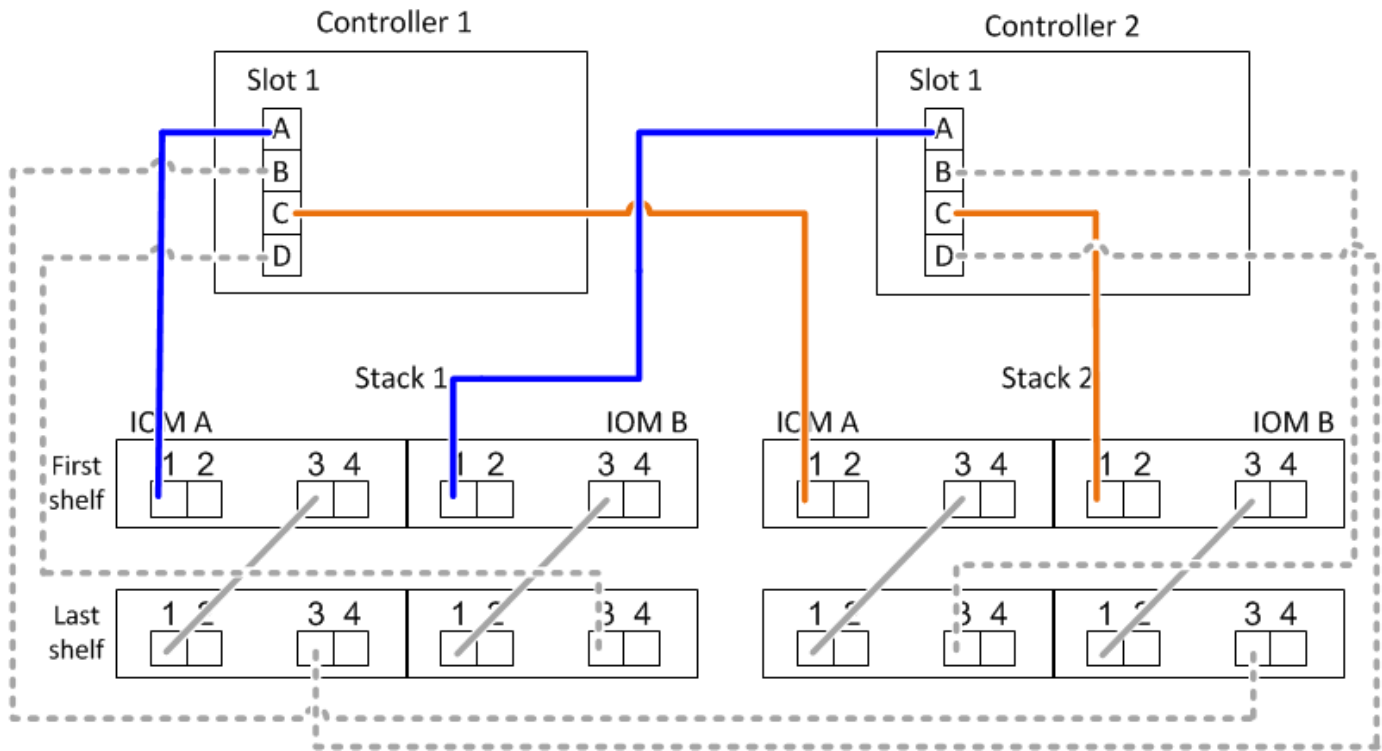 Controller 1
Controller 2
Slot 1
Slot 1
A
A
B
B
C
C
D
D
Stack 1
Stack 2
IOM A
IOM B
IOM A
IOM B
First
shelf
1 2 3 4 1 2 3 4
1 2 3 4 1 2 3 4
Last
shelf
1 2 3 4 1 2 3 4
1 2 3 4 1 2 3 4